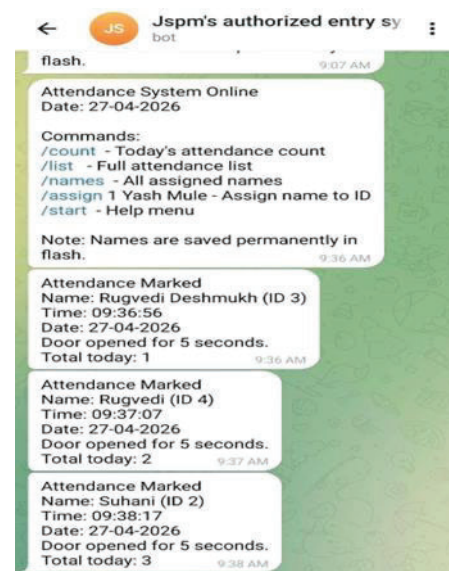 Jspm's authorized entry sy
JS
bot
flash.
9:07 AM
Attendance System Online
Date: 27-04-2026
Commands:
/count - Today's attendance count
/list - Full attendance list
/names - All assigned names
/assign 1 Yash Mule - Assign name to ID
/start - Help menu
Note: Names are saved permanently in
flash.
9:36 AM
Attendance Marked
Name: Rugvedi Deshmukh (ID 3)
Time: 09:36:56
Date: 27-04-2026
Door opened for 5 seconds.
Total today: 1
9:36 AM
Attendance Marked
Name: Rugvedi (ID 4)
Time: 09:37:07
Date: 27-04-2026
Door opened for 5 seconds.
Total today: 2
9:37 AM
Attendance Marked
Name: Suhani (ID 2)
Time: 09:38:17
Date: 27-04-2026
Door opened for 5 seconds.
Total today: 3
9:38 AM